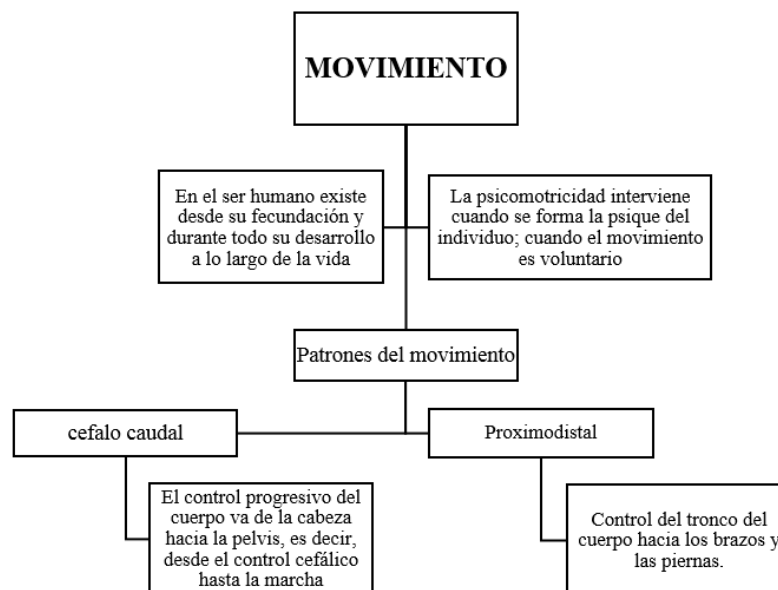 MOVIMIENTO
En el ser humano existe
desde su fecundación y
durante todo su desarrollo
a lo largo de la vida
La psicomotricidad interviene
cuando se forma la psique del
individuo; cuando el movimiento
es voluntario
Patrones del movimiento
cefalo caudal
Proximodistal
El control progresivo del
cuerpo va de la cabeza
hacia la pelvis, es decir,
desde el control cefálico
hasta la marcha
Control del tronco del
cuerpo hacia los brazos y
las piernas.